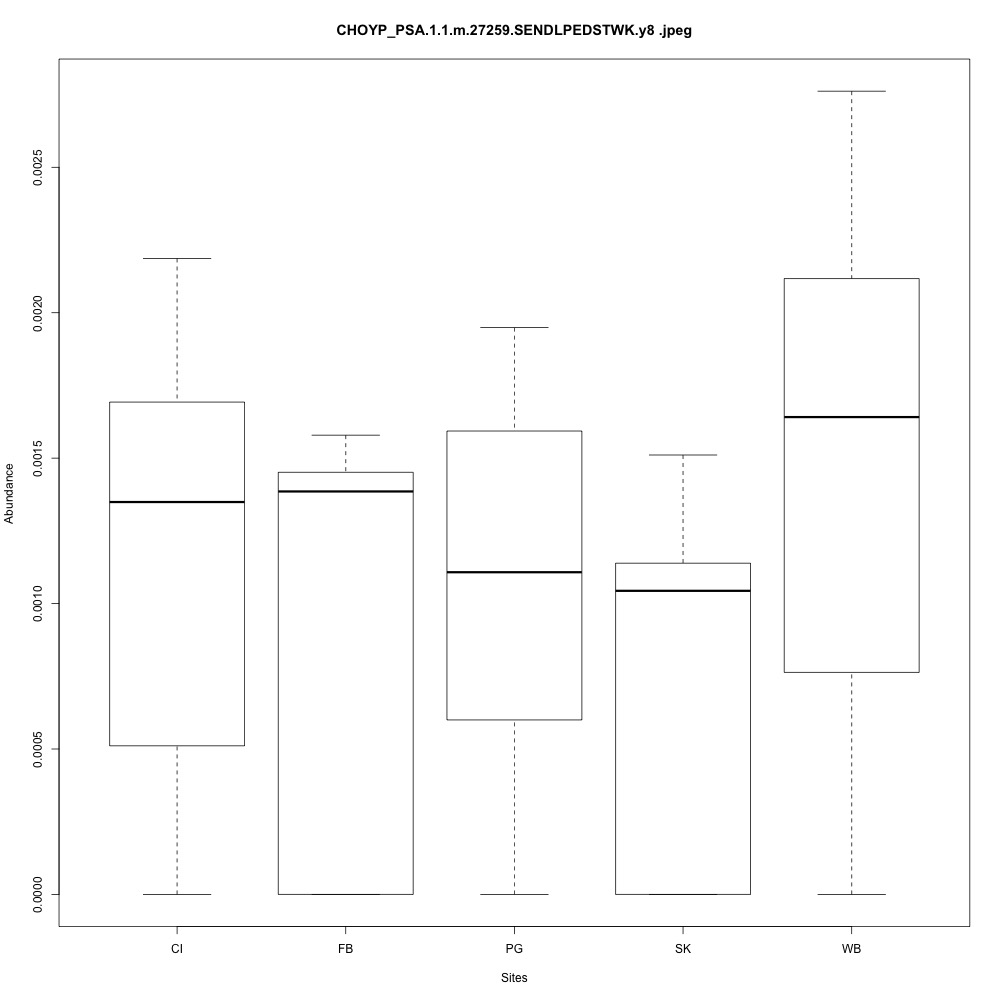 CHOYP_PSA.1.1.m.27259.SENDLPEDSTWK.y8 .jpeg
0.0025
0.0020
0.0015
0.0010
0.0005
0.0000
Abundance
CI FB PG SK WB
Sites